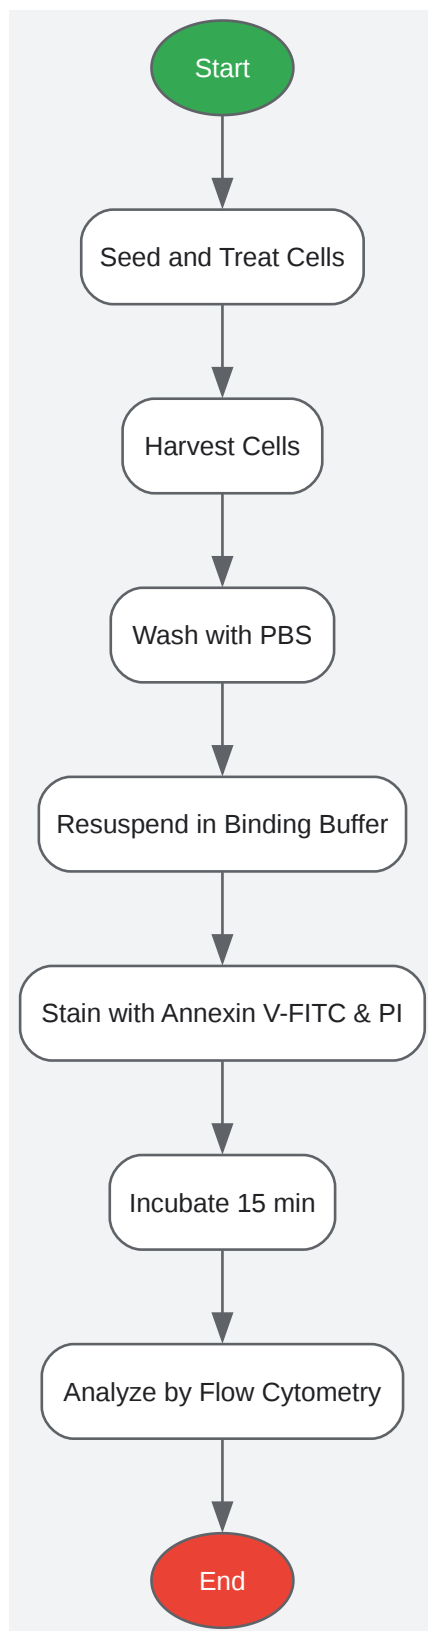 Start
Seed and Treat Cells
Harvest Cells
Wash with PBS
Resuspend in Binding Buffer
Stain with Annexin V-FITC & PI
Incubate 15 min
Analyze by Flow Cytometry
End